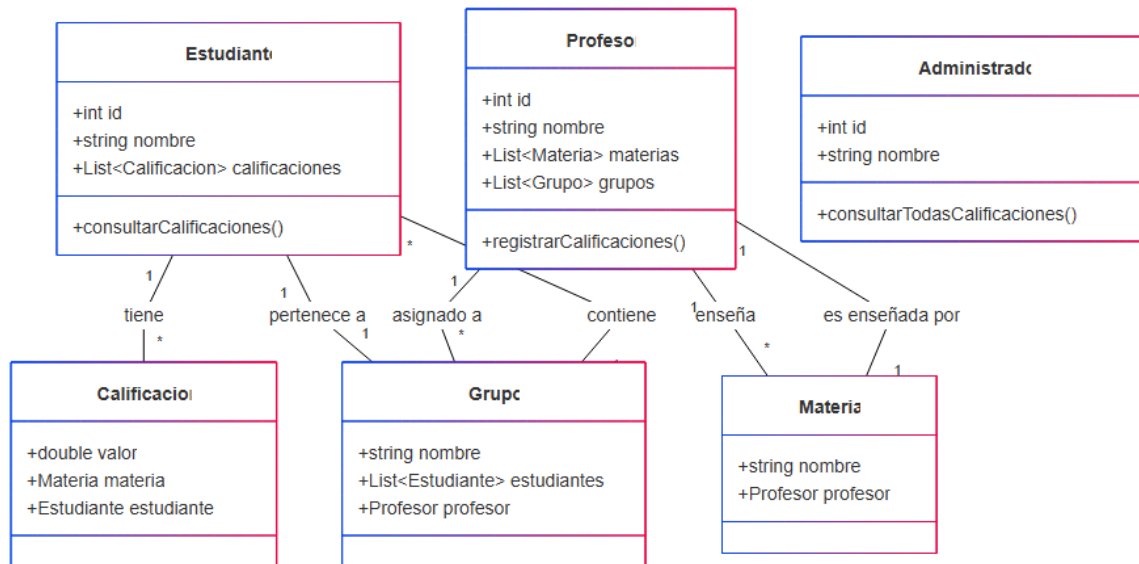 Estudiant
+int id
+string nombre
+List<Calificacion> calificaciones
+consultarCalificaciones()
Profeso
+int id
+string nombre
+List<Materia> materias
+List<Grupo> grupos
+registrarCalificaciones()
Administrado
+int id
+string nombre
+consultarTodasCalificaciones()
1
tiene
*
1
pertenece a
1
1
asignado a
*
*
contiene
1
enseña
*
1
es enseñada por
1
Calificacio
+double valor
+Materia materia
+Estudiante estudiante
Grupo
+string nombre
+List<Estudiante> estudiantes
+Profesor profesor
Materia
+string nombre
+Profesor profesor